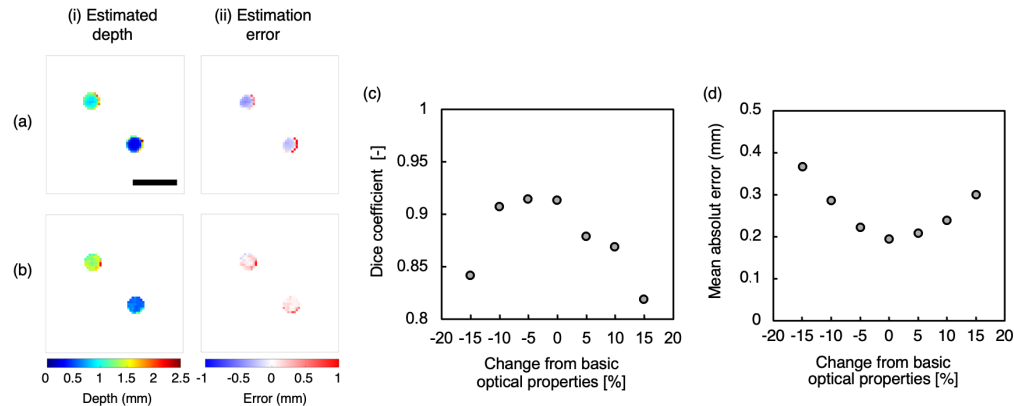 (i) Estimated
depth
(ii) Estimation
error
(a)
(b)
0 0.5 1 1.5 2 2.5
Depth (mm)
-1 -0.5 0 0.5 1
Error (mm)
(c)
1
0.95
0.9
0.85
0.8
Dice coefficient [-]
-20 -15 -10 -5 0 5 10 15 20
Change from basic
optical properties [%]
(d)
0.5
0.4
0.3
0.2
0.1
0
Mean absolut error (mm)
-20 -15 -10 -5 0 5 10 15 20
Change from basic
optical properties [%]